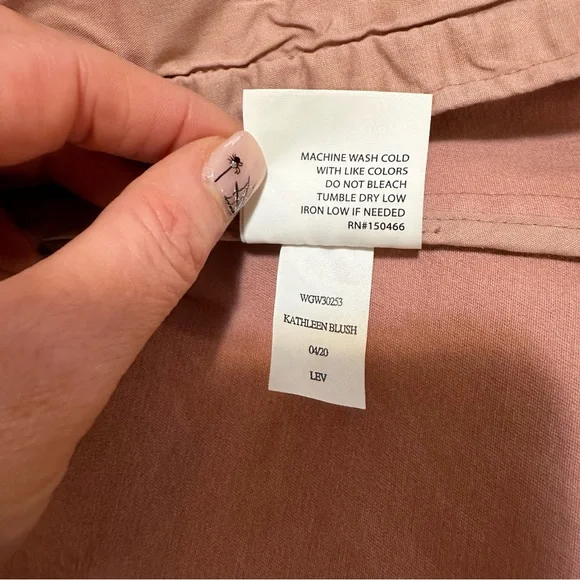 MACHINE WASH COLD
WITH LIKE COLORS
DO NOT BLEACH
TUMBLE DRY LOW
IRON LOW IF NEEDED
RN#150466
WGW30253
KATHLEEN BLUSH
04/20
LEV